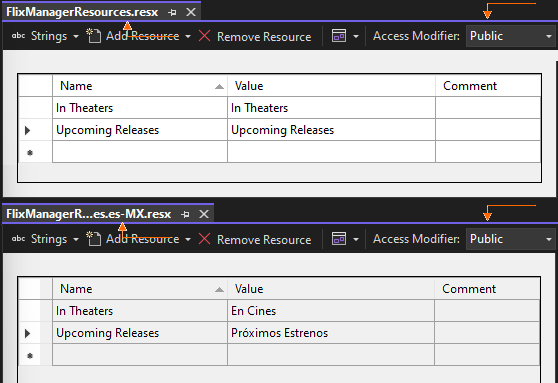 FlixManagerResources.resx
abc Strings Add Resource Remove Resource Access Modifier: Public
Name Value Comment
In Theaters In Theaters
Upcoming Releases Upcoming Releases
FlixManagerR...es.es-MX.resx
abc Strings Add Resource Remove Resource Access Modifier: Public
Name Value Comment
In Theaters En Cines
Upcoming Releases Próximos Estrenos